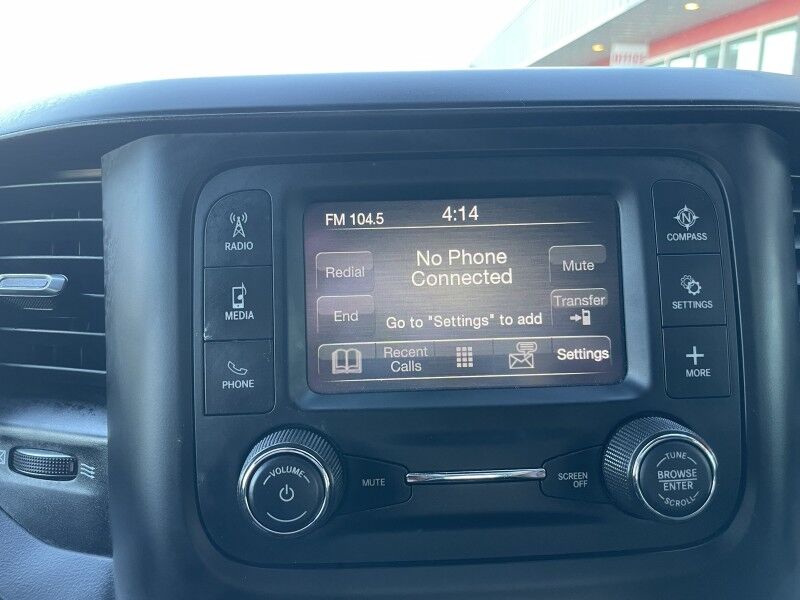 FM 104.5
4:14
Redial
No Phone
Connected
Mute
End
Go to "Settings" to add
Transfer
Recent
Calls
Settings
RADIO
MEDIA
PHONE
N
COMPASS
SETTINGS
MORE
VOLUME
MUTE
SCREEN
OFF
TUNE
BROWSE
ENTER
SCROLL